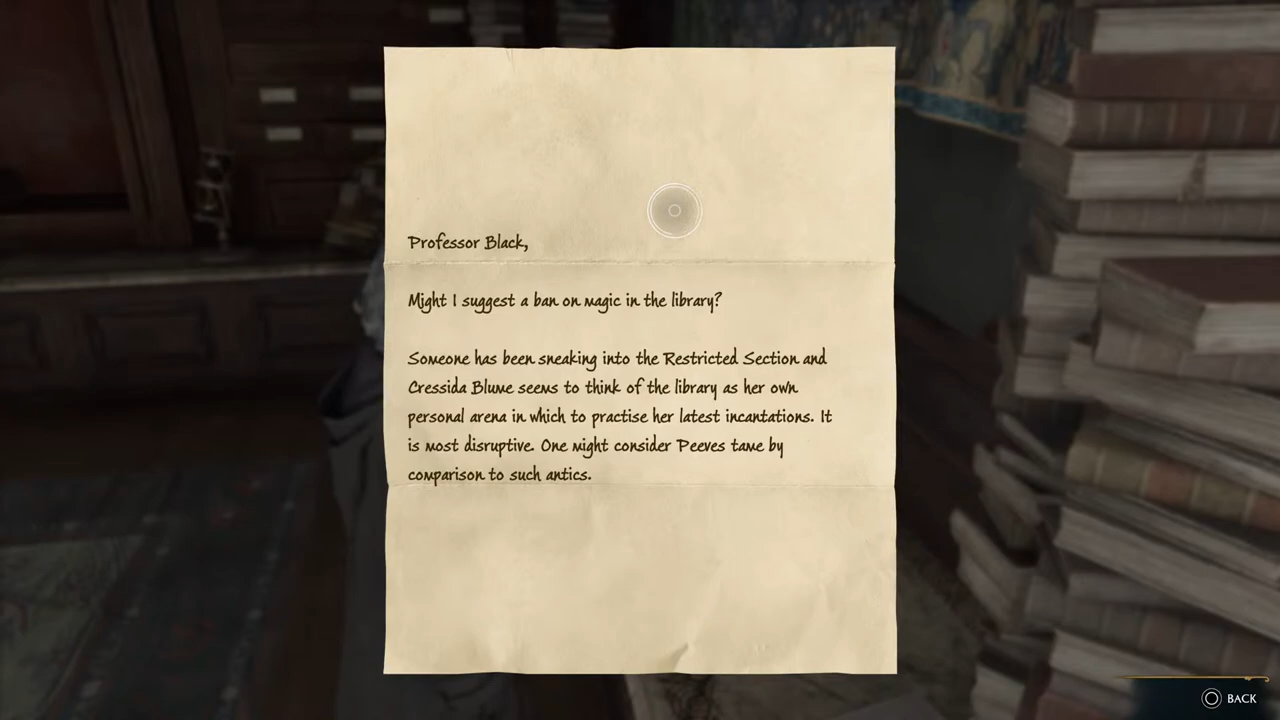 Professor Black,
Might I suggest a ban on magic in the library?
Someone has been sneaking into the Restricted Section and
Cressida Blume seems to think of the library as her own
personal arena in which to practise her latest incantations. It
is most disruptive. One might consider Peeves tame by
comparison to such antics.
BACK